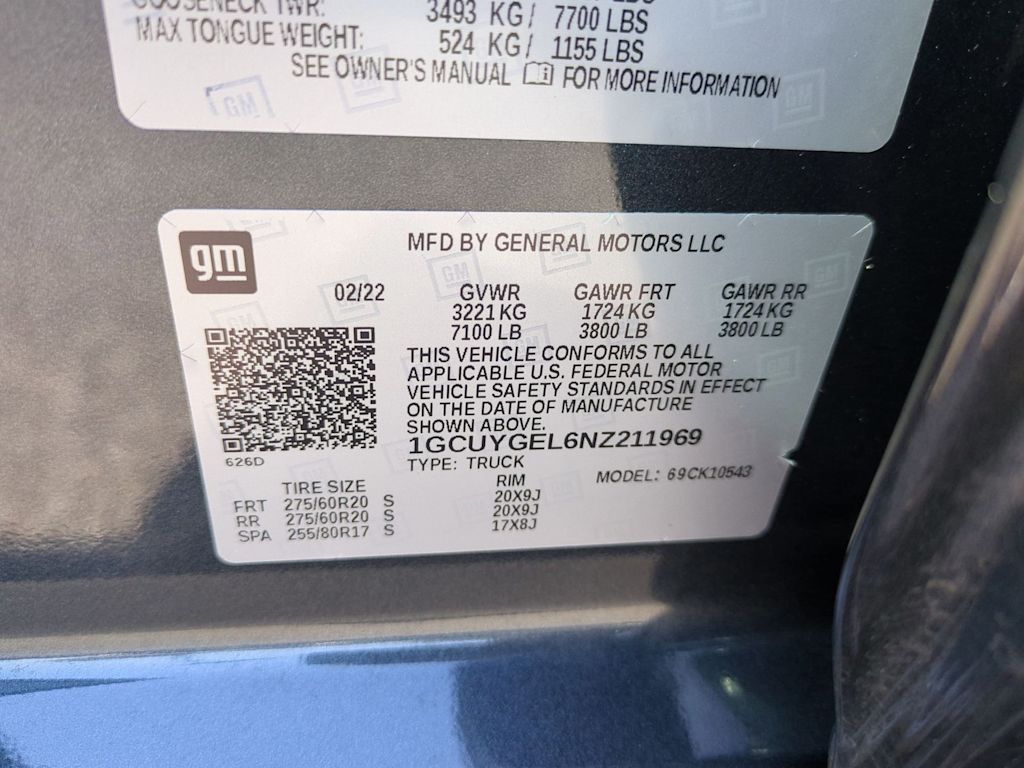 GOOSENECK TWR:
3493 KG/ 7700 LBS
MAX TONGUE WEIGHT: 524 KG/ 1155 LBS
SEE OWNER'S MANUAL FOR MORE INFORMATION
GM
gm
MFD BY GENERAL MOTORS LLC
02/22 GVWR GAWR FRT GAWR RR
3221 KG 1724 KG 1724 KG
7100 LB 3800 LB 3800 LB
THIS VEHICLE CONFORMS TO ALL
APPLICABLE U.S. FEDERAL MOTOR
VEHICLE SAFETY STANDARDS IN EFFECT
ON THE DATE OF MANUFACTURE
SHOWN ABOVE.
1GCUYGEL6NZ211969
626D
TYPE: TRUCK
MODEL: 69CK10543
TIRE SIZE RIM
FRT 275/60R20 S 20X9J
RR 275/60R20 S 20X9J
SPA 255/80R17 S 17X8J